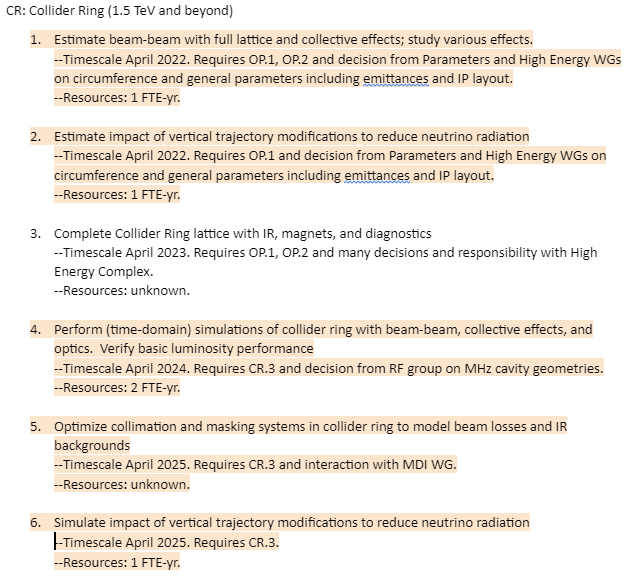 CR: Collider Ring (1.5 TeV and beyond)
1. Estimate beam-beam with full lattice and collective effects; study various effects.
--Timescale April 2022. Requires OP.1, OP.2 and decision from Parameters and High Energy WGs
on circumference and general parameters including emittances and IP layout.
--Resources: 1 FTE-yr.
2. Estimate impact of vertical trajectory modifications to reduce neutrino radiation
--Timescale April 2022. Requires OP.1 and decision from Parameters and High Energy WGs on
circumference and general parameters including emittances and IP layout.
--Resources: 1 FTE-yr.
3. Complete Collider Ring lattice with IR, magnets, and diagnostics
--Timescale April 2023. Requires OP.1, OP.2 and many decisions and responsibility with High
Energy Complex.
--Resources: unknown.
4. Perform (time-domain) simulations of collider ring with beam-beam, collective effects, and
optics. Verify basic luminosity performance
--Timescale April 2024. Requires CR.3 and decision from RF group on MHz cavity geometries.
--Resources: 2 FTE-yr.
5. Optimize collimation and masking systems in collider ring to model beam losses and IR
backgrounds
--Timescale April 2025. Requires CR.3 and interaction with MDI WG.
--Resources: unknown.
6. Simulate impact of vertical trajectory modifications to reduce neutrino radiation
--Timescale April 2025. Requires CR.3.
--Resources: 1 FTE-yr.